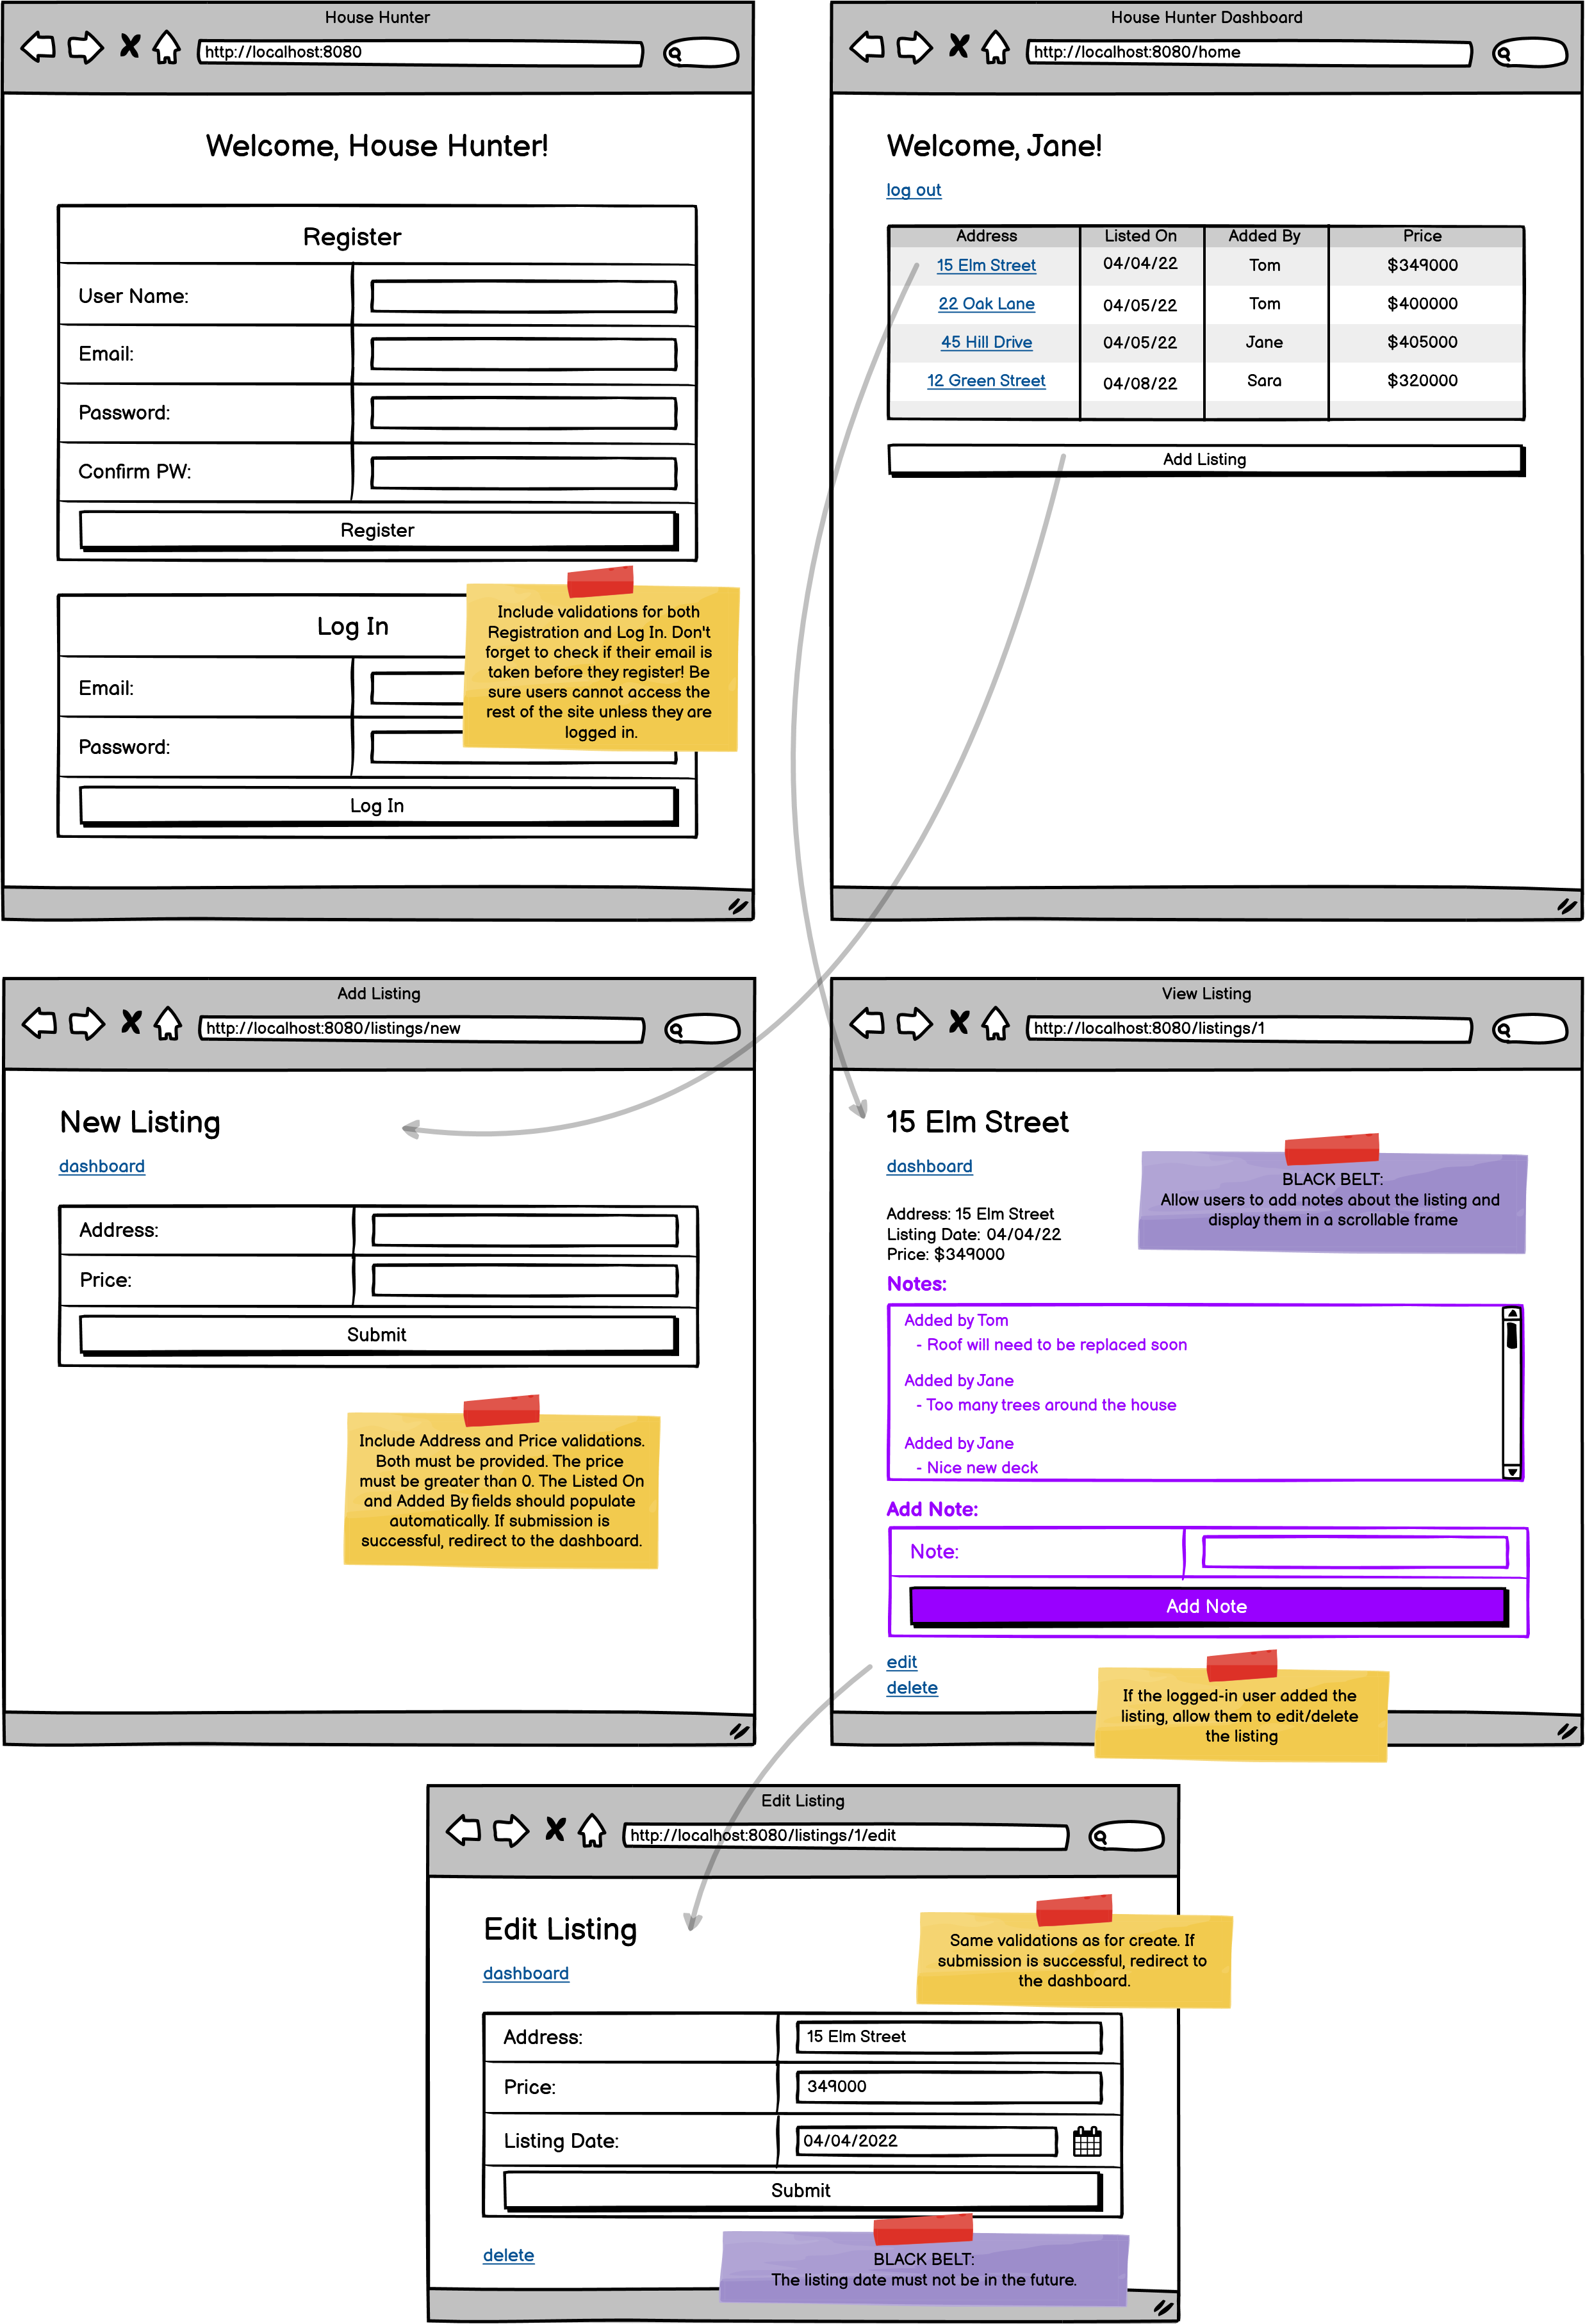 House Hunter
http://localhost:8080
Welcome, House Hunter!
Register
User Name:
Email:
Password:
Confirm PW:
Register
Log In
Email:
Password:
Log In
Include validations for both
Registration and Log In. Don't
forget to check if their email is
taken before they register! Be
sure users cannot access the
rest of the site unless they are
logged in.
House Hunter Dashboard
http://localhost:8080/home
Welcome, Jane!
log out
Address Listed On Added By Price
15 Elm Street 04/04/22 Tom $349000
22 Oak Lane 04/05/22 Tom $400000
45 Hill Drive 04/05/22 Jane $405000
12 Green Street 04/08/22 Sara $320000
Add Listing
Add Listing
http://localhost:8080/listings/new
New Listing
dashboard
Address:
Price:
Submit
Include Address and Price validations.
Both must be provided. The price
must be greater than 0. The Listed On
and Added By fields should populate
automatically. If submission is
successful, redirect to the dashboard.
View Listing
http://localhost:8080/listings/1
15 Elm Street
dashboard
BLACK BELT:
Allow users to add notes about the listing and
display them in a scrollable frame
Address: 15 Elm Street
Listing Date: 04/04/22
Price: $349000
Notes:
Added by Tom
- Roof will need to be replaced soon
Added by Jane
- Too many trees around the house
Added by Jane
- Nice new deck
Add Note:
Note:
Add Note
edit
delete
If the logged-in user added the
listing, allow them to edit/delete
the listing
Edit Listing
http://localhost:8080/listings/1/edit
Edit Listing
dashboard
Same validations as for create. If
submission is successful, redirect to
the dashboard.
Address: 15 Elm Street
Price: 349000
Listing Date: 04/04/2022
Submit
delete
BLACK BELT:
The listing date must not be in the future.